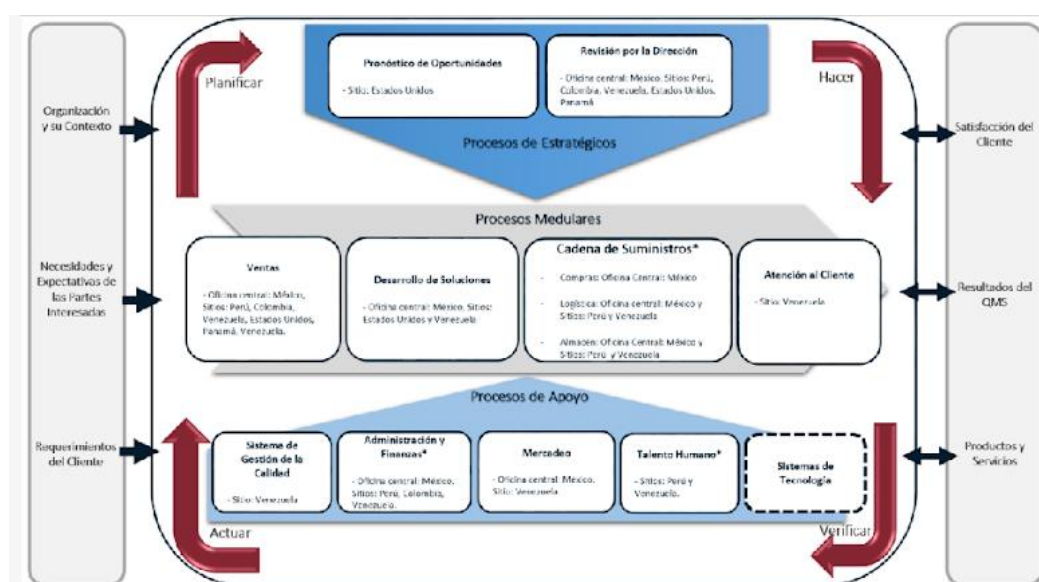 Organización
y su Contexto
Necesidades y
Expectativas de
las Partes
Interesadas
Requerimientos
del Cliente
Planificar
Hacer
Pronóstico de Oportunidades
- Sitio: Estados Unidos
Revisión por la Dirección
- Oficina central: México, Sitios: Perú,
Colombia, Venezuela, Estados Unidos,
Panamá
Procesos de Estratégicos
Procesos Medulares
Ventas
- Oficina central: México,
Sitios: Perú, Colombia,
Venezuela, Estados Unidos,
Panamá, Venezuela.
Desarrollo de Soluciones
- Oficina central: México, Sitios:
Estados Unidos y Venezuela
Cadena de Suministros*
- Compras: Oficina Central: México
- Logística: Oficina central: México y
Sitios: Perú y Venezuela
- Almacen: Oficina Central: México y
Sitios: Perú y Venezuela
Atención al Cliente
- Sitio: Venezuela
Procesos de Apoyo
Sistema de
Gestión de la
Calidad
- Sitio: Venezuela
Administración y
Finanzas*
- Oficina central: México,
Sitios: Perú, Colombia,
Venezuela.
Mercadeo
- Oficina central: México,
Sitio: Venezuela
Talento Humano*
- Sitios: Perú y
Venezuela.
Sistemas de
Tecnología
Actuar
Verificar
Satisfacción del
Cliente
Resultados del
QMS
Productos y
Servicios